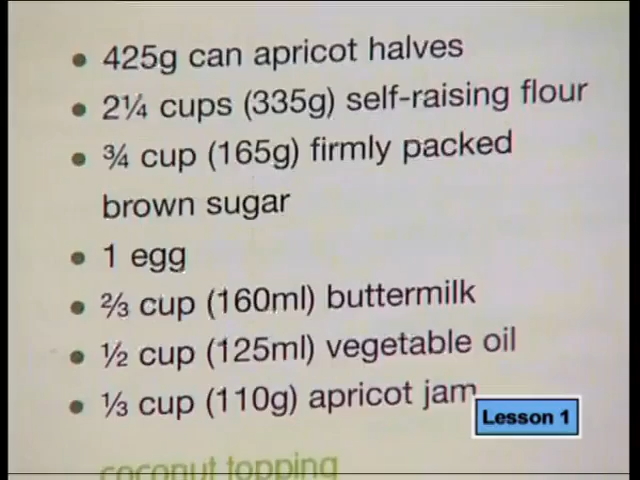 • 425g can apricot halves
• 2¼ cups (335g) self-raising flour
• ¾ cup (165g) firmly packed
brown sugar
• 1 egg
• ⅔ cup (160ml) buttermilk
• ½ cup (125ml) vegetable oil
• ⅓ cup (110g) apricot jam
Lesson 1
coconut topping